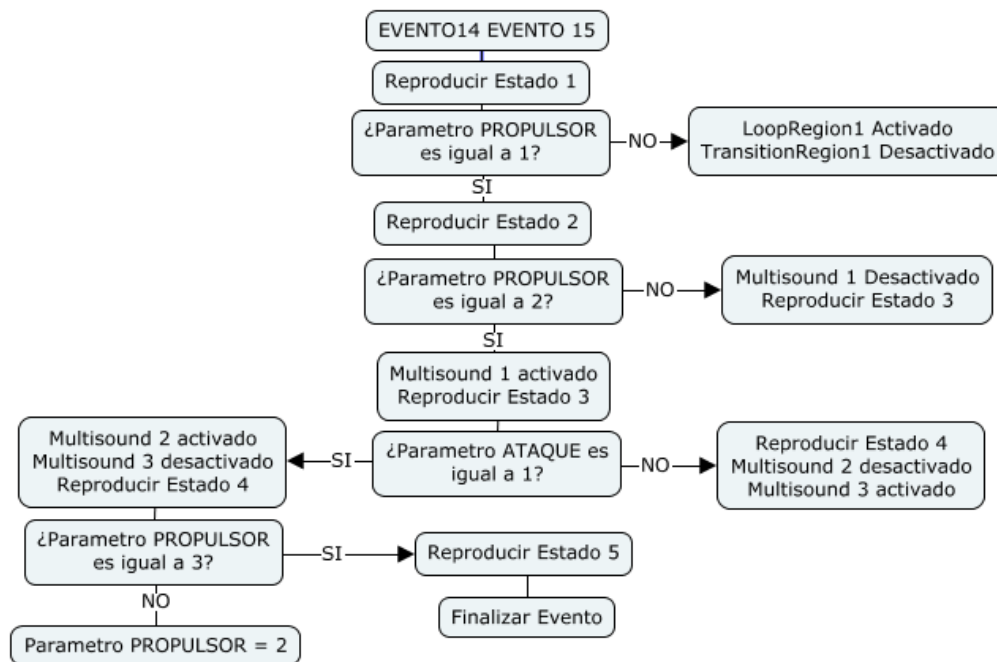 EVENTO14 EVENTO 15
Reproducir Estado 1
¿Parametro PROPULSOR
es igual a 1?
NO
LoopRegion1 Activado
TransitionRegion1 Desactivado
SI
Reproducir Estado 2
¿Parametro PROPULSOR
es igual a 2?
NO
Multisound 1 Desactivado
Reproducir Estado 3
SI
Multisound 1 activado
Reproducir Estado 3
¿Parametro ATAQUE es
igual a 1?
NO
Reproducir Estado 4
Multisound 2 desactivado
Multisound 3 activado
SI
Multisound 2 activado
Multisound 3 desactivado
Reproducir Estado 4
¿Parametro PROPULSOR
es igual a 3?
SI
Reproducir Estado 5
Finalizar Evento
NO
Parametro PROPULSOR = 2